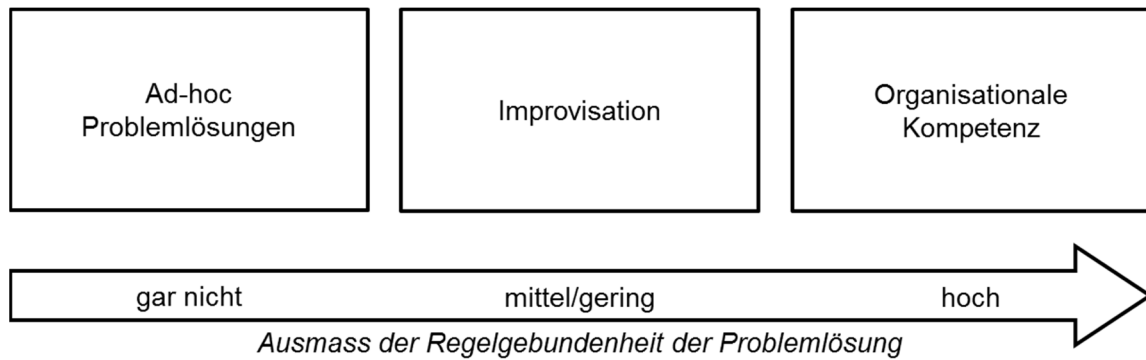 Ad-hoc
Problemlösungen
Improvisation
Organisationale
Kompetenz
gar nicht
mittel/gering
hoch
Ausmass der Regelgebundenheit der Problemlösung